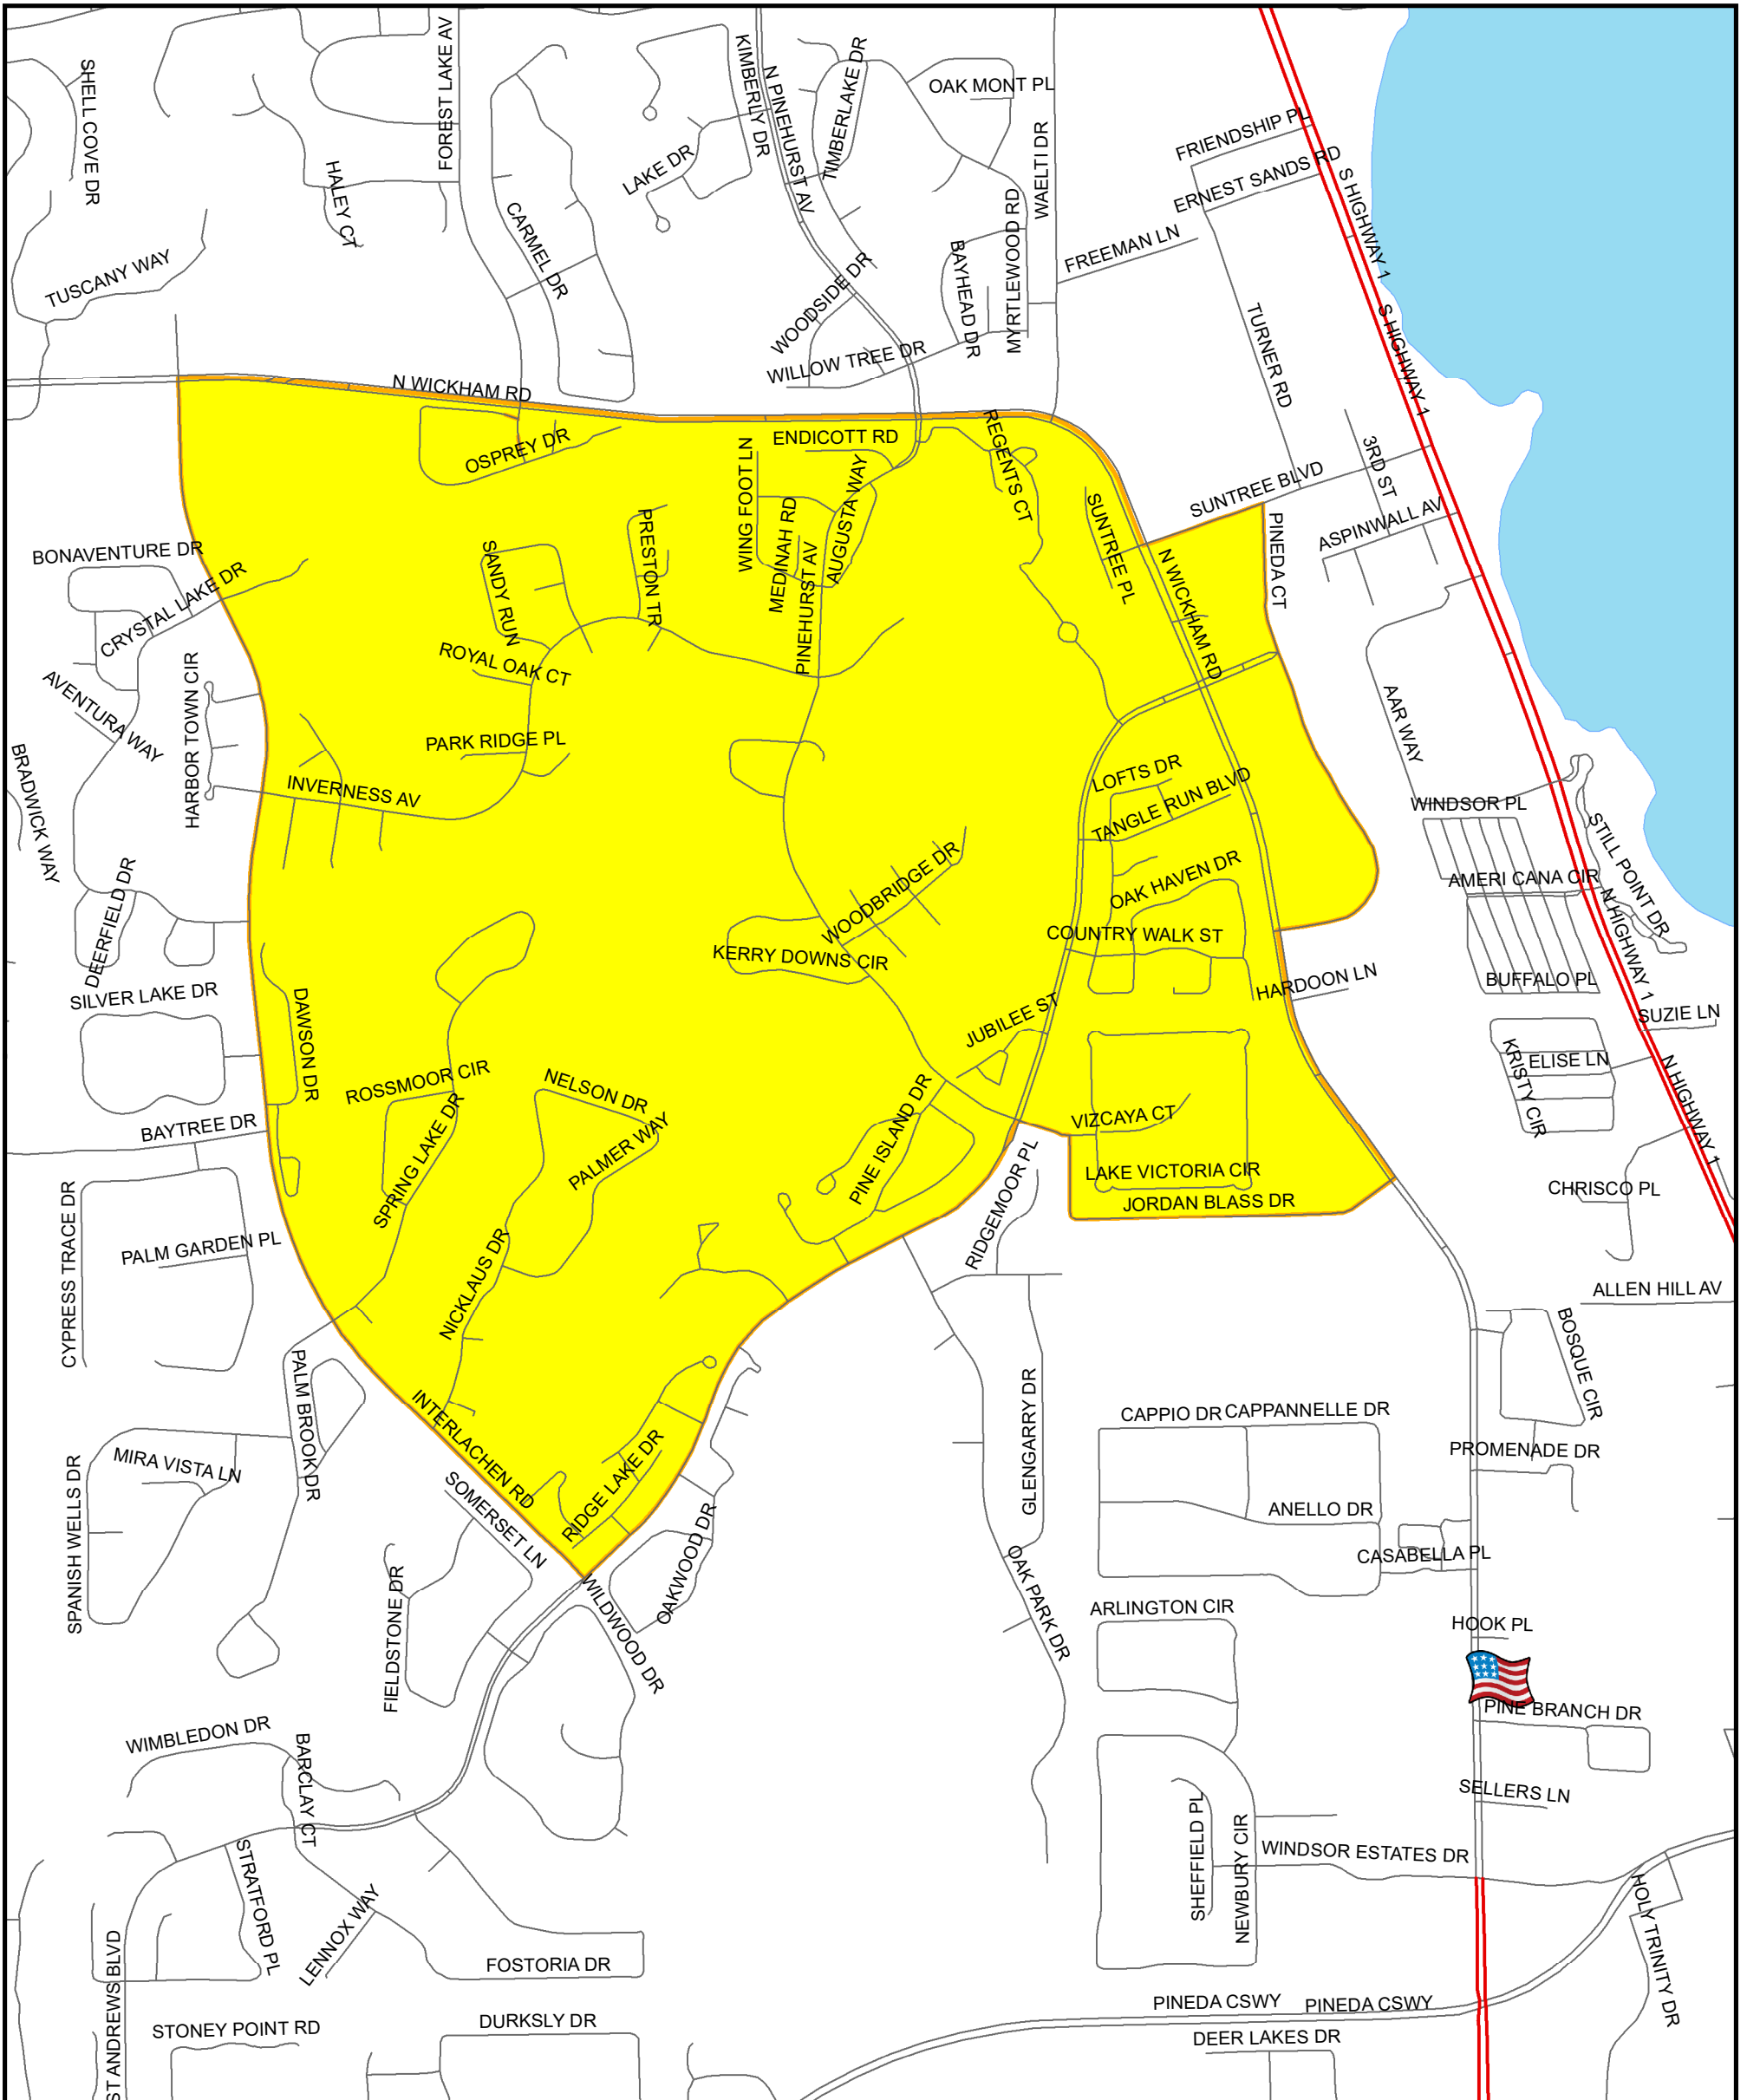 SHELL COVE DR
FOREST LAKE AV
KIMBERLY DR
N PINEHURST AV
TIMBERLAKE DR
OAK MONT PL
FRIENDSHIP PL
ERNEST SANDS RD
S HIGHWAY 1
HALEY CT
LAKE DR
CARMEL DR
WAELTI DR
MYRTLEWOOD RD
BAYHEAD DR
FREEMAN LN
TUSCANY WAY
WOODSIDE DR
WILLOW TREE DR
TURNER RD
S HIGHWAY 1
N WICKHAM RD
OSPREY DR
ENDICOTT RD
REGENTS CT
3RD ST
SUNTREE BLVD
WING FOOT LN
MEDINAH RD
AUGUSTA WAY
PINEHURST AV
SUNTREE PL
PINEDA CT
ASPINWALL AV
BONAVENTURE DR
CRYSTAL LAKE DR
SANDY RUN
PRESTON TR
N WICKHAM RD
ROYAL OAK CT
AVENTURA WAY
HARBOR TOWN CIR
AAR WAY
PARK RIDGE PL
BRADWICK WAY
INVERNESS AV
LOFTS DR
TANGLE RUN BLVD
WINDSOR PL
STILL POINT DR
DEERFIELD DR
WOODBRIDGE DR
OAK HAVEN DR
AMERI CANA CIR
N HIGHWAY 1
COUNTRY WALK ST
KERRY DOWNS CIR
HARDOON LN
BUFFALO PL
SILVER LAKE DR
DAWSON DR
JUBILEE ST
SUZIE LN
KRISTY CIR
ELISE LN
N HIGHWAY 1
ROSSMOOR CIR
NELSON DR
PINE ISLAND DR
VIZCAYA CT
BAYTREE DR
SPRING LAKE DR
PALMER WAY
LAKE VICTORIA CIR
JORDAN BLASS DR
CHRISCO PL
CYPRESS TRACE DR
PALM GARDEN PL
NICKLAUS DR
RIDGEMOOR PL
ALLEN HILL AV
BOSQUE CIR
PALM BROOK DR
INTERLACHEN RD
GLENGARRY DR
CAPPIO DR
CAPPANNELLE DR
PROMENADE DR
MIRA VISTA LN
SPANISH WELLS DR
SOMERSET LN
RIDGE LAKE DR
OAKWOOD DR
ANELLO DR
CASABELLA PL
OAK PARK DR
FIELDSTONE DR
WILDWOOD DR
ARLINGTON CIR
HOOK PL
PINE BRANCH DR
WIMBLEDON DR
BARCLAY CT
SELLERS LN
SHEFFIELD PL
NEWBURY CIR
WINDSOR ESTATES DR
STRATFORD PL
LENNOX WAY
HOLY TRINITY DR
FOSTORIA DR
ST ANDREWS BLVD
STONEY POINT RD
DURKSLY DR
PINEDA CSWY
PINEDA CSWY
DEER LAKES DR